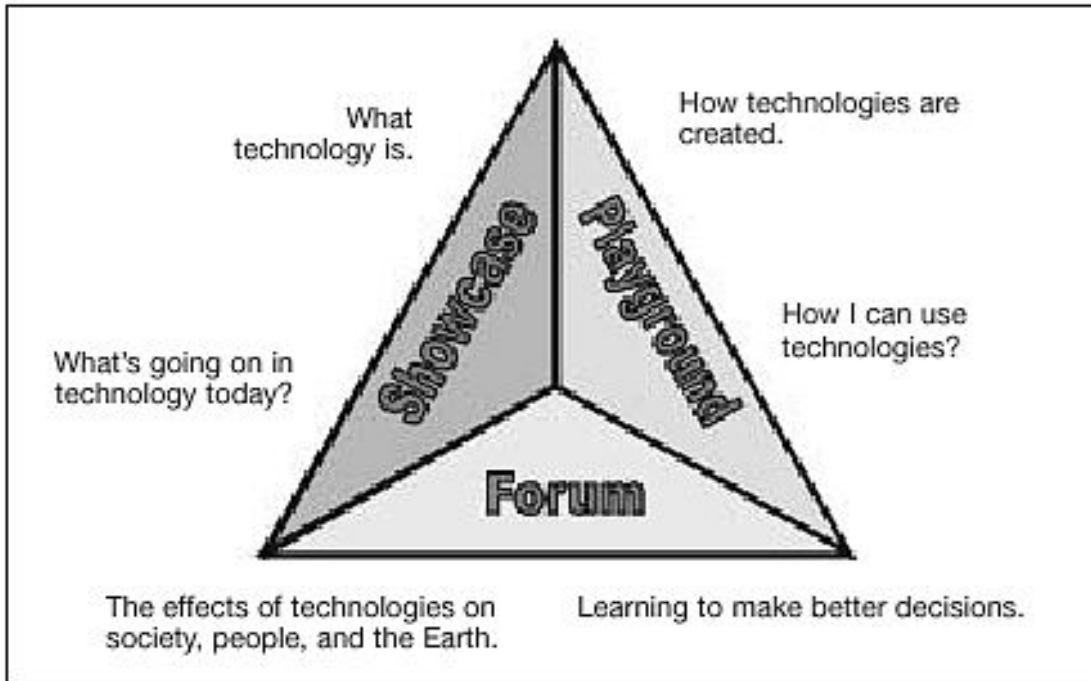 What
technology is.
How technologies are
created.
Showcase
Playground
What's going on in
technology today?
How I can use
technologies?
Forum
The effects of technologies on
society, people, and the Earth.
Learning to make better decisions.